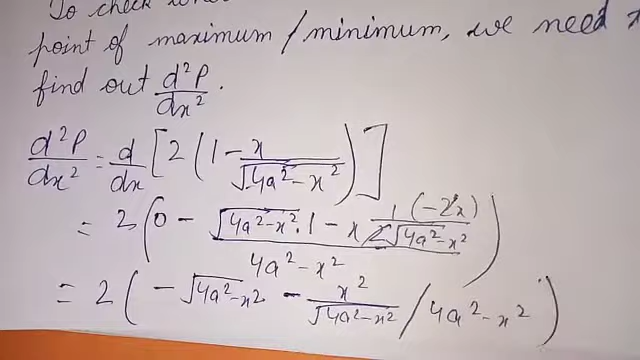 To check
point of maximum / minimum, we need
find out d²P/dx².
d²P/dx² = d/dx [2 (1 - x/√(4a²-x²))]
= 2 (0 - (√(4a²-x²) . 1 - x 1/(2√(4a²-x²)) (-2x))/(4a²-x²))
= 2 (-√(4a²-x²) - x²/√(4a²-x²) / 4a²-x²)